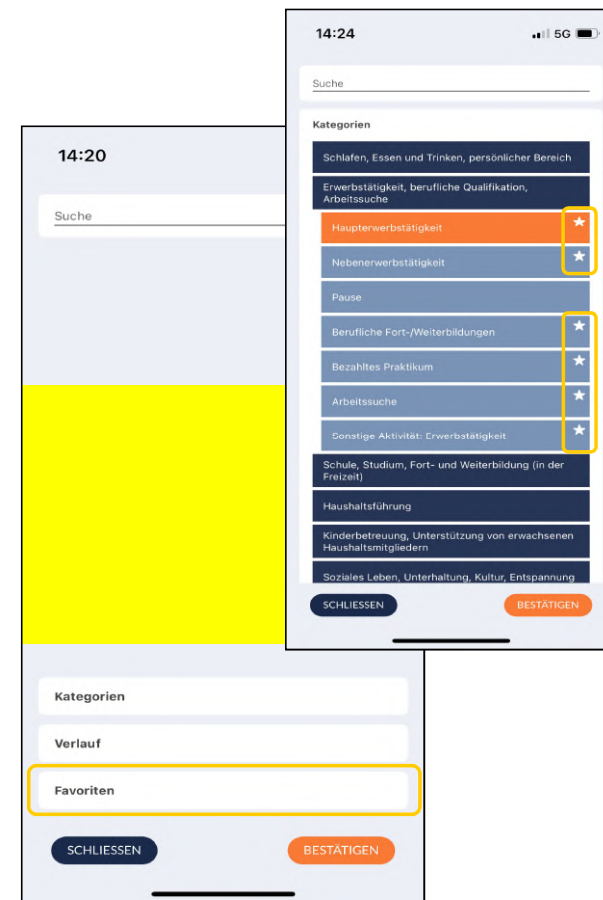 14:20
Suche
Kategorien
Verlauf
Favoriten
SCHLIESSEN
BESTÄTIGEN
14:24
5G
Suche
Kategorien
Schlafen, Essen und Trinken, persönlicher Bereich
Erwerbstätigkeit, berufliche Qualifikation,
Arbeitssuche
Haupterwerbstätigkeit
Nebenerwerbstätigkeit
Pause
Berufliche Fort-/Weiterbildungen
Bezahltes Praktikum
Arbeitssuche
Sonstige Aktivität: Erwerbstätigkeit
Schule, Studium, Fort- und Weiterbildung (in der
Freizeit)
Haushaltsführung
Kinderbetreuung, Unterstützung von erwachsenen
Haushaltsmitgliedern
Soziales Leben, Unterhaltung, Kultur, Entspannung
SCHLIESSEN
BESTÄTIGEN